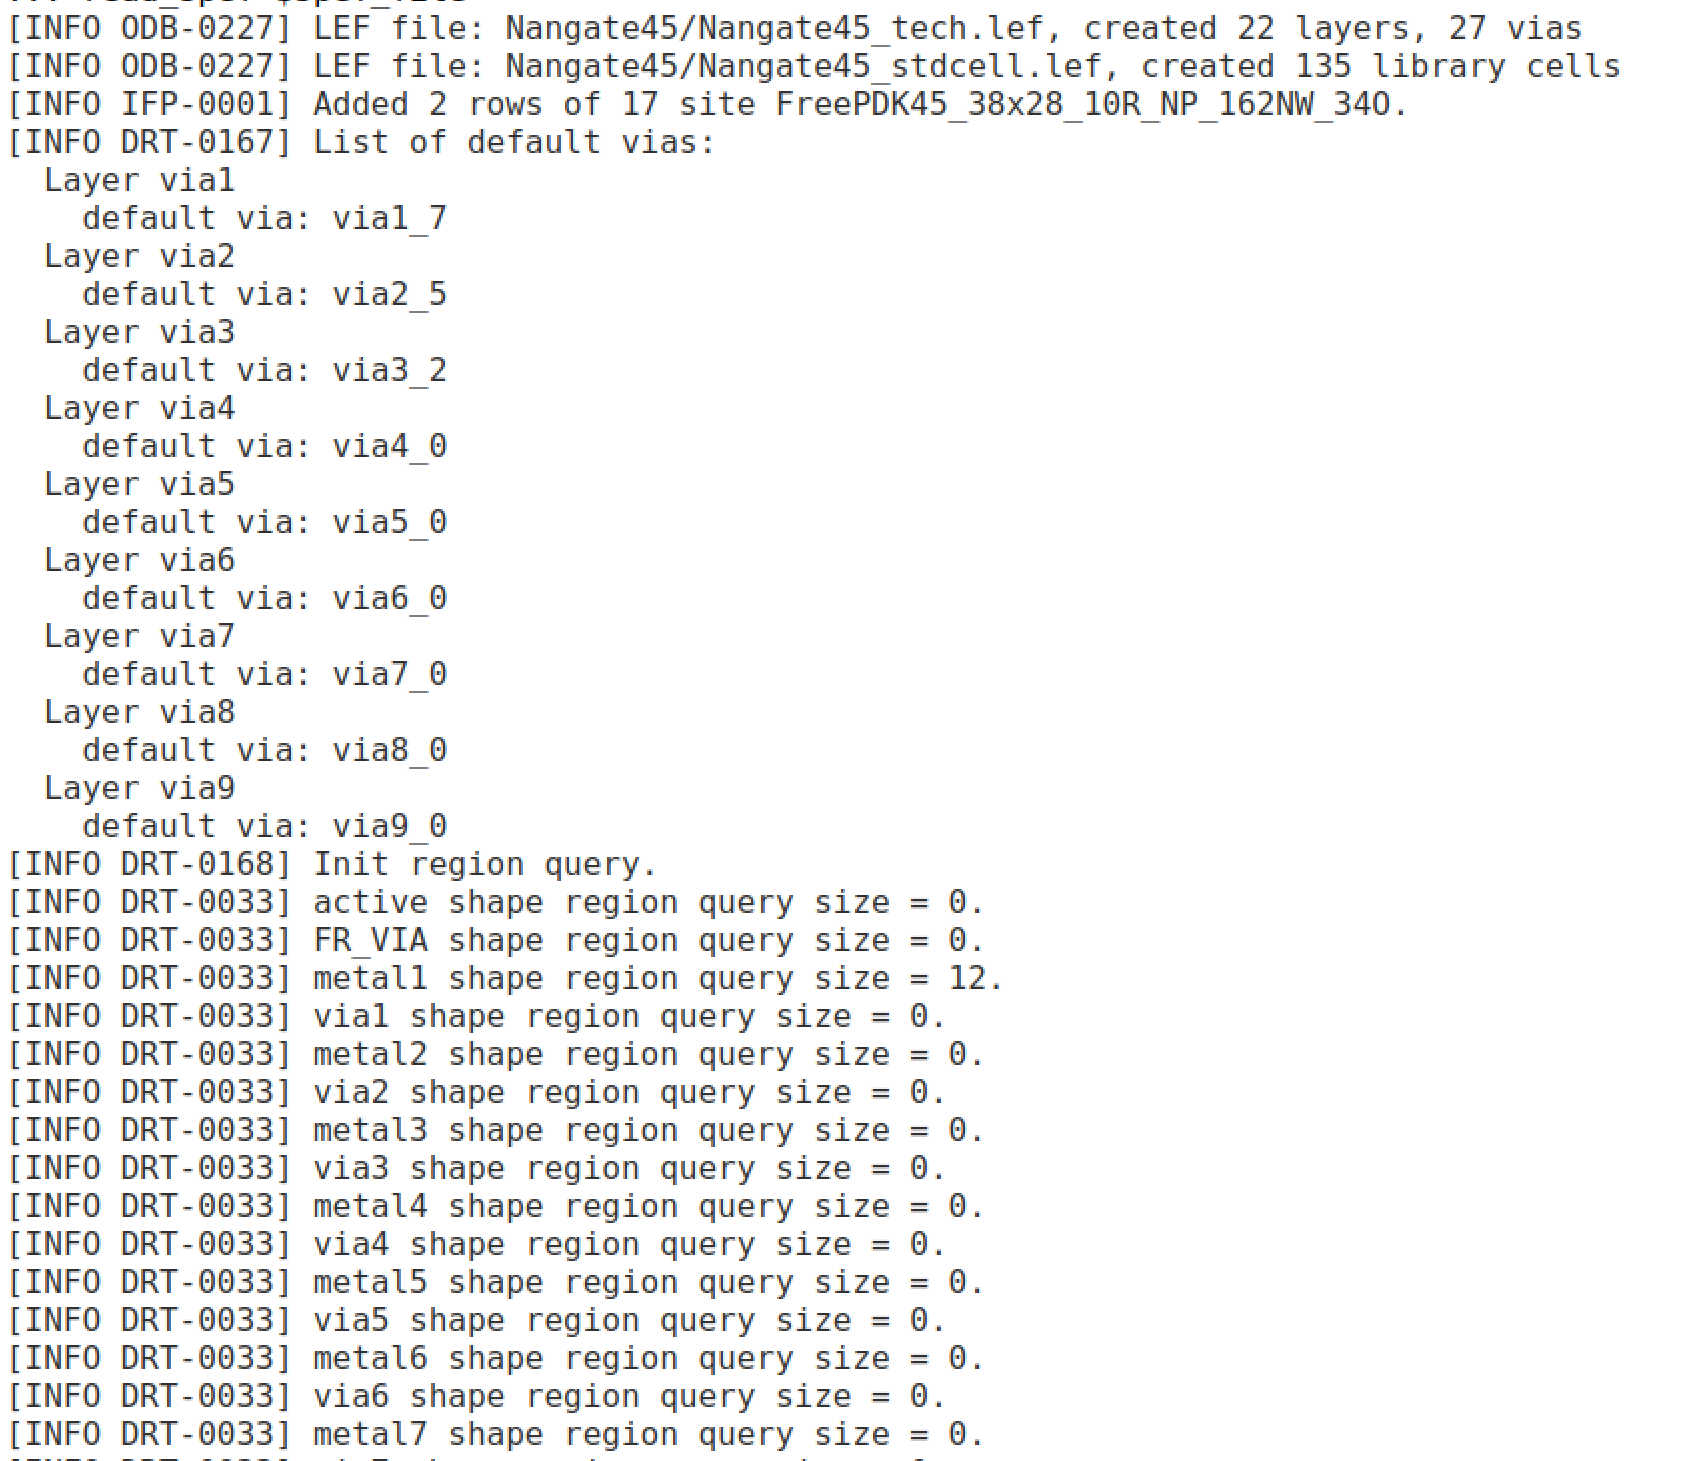 [INFO ODB-0227] LEF file: Nangate45/Nangate45_tech.lef, created 22 layers, 27 vias
[INFO ODB-0227] LEF file: Nangate45/Nangate45_stdcell.lef, created 135 library cells
[INFO IFP-0001] Added 2 rows of 17 site FreePDK45_38x28_10R_NP_162NW_34O.
[INFO DRT-0167] List of default vias:
  Layer via1
    default via: via1_7
  Layer via2
    default via: via2_5
  Layer via3
    default via: via3_2
  Layer via4
    default via: via4_0
  Layer via5
    default via: via5_0
  Layer via6
    default via: via6_0
  Layer via7
    default via: via7_0
  Layer via8
    default via: via8_0
  Layer via9
    default via: via9_0
[INFO DRT-0168] Init region query.
[INFO DRT-0033] active shape region query size = 0.
[INFO DRT-0033] FR_VIA shape region query size = 0.
[INFO DRT-0033] metal1 shape region query size = 12.
[INFO DRT-0033] via1 shape region query size = 0.
[INFO DRT-0033] metal2 shape region query size = 0.
[INFO DRT-0033] via2 shape region query size = 0.
[INFO DRT-0033] metal3 shape region query size = 0.
[INFO DRT-0033] via3 shape region query size = 0.
[INFO DRT-0033] metal4 shape region query size = 0.
[INFO DRT-0033] via4 shape region query size = 0.
[INFO DRT-0033] metal5 shape region query size = 0.
[INFO DRT-0033] via5 shape region query size = 0.
[INFO DRT-0033] metal6 shape region query size = 0.
[INFO DRT-0033] via6 shape region query size = 0.
[INFO DRT-0033] metal7 shape region query size = 0.